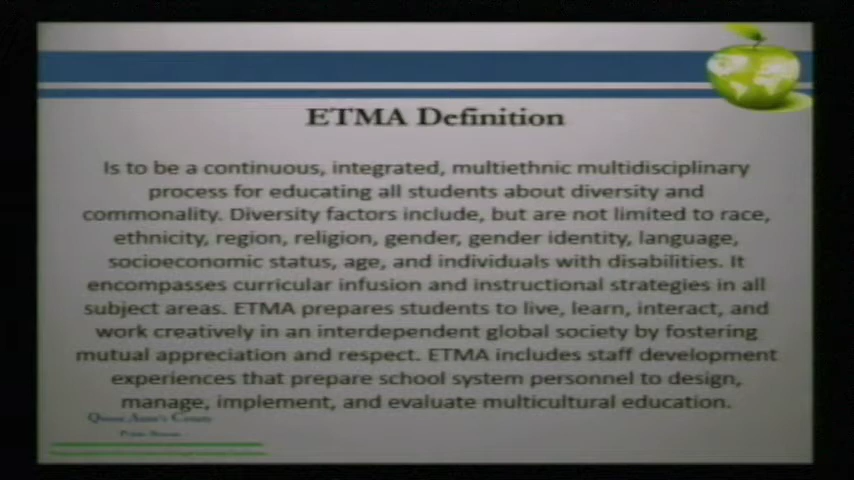 ETMA Definition
Is to be a continuous, integrated, multiethnic multidisciplinary
process for educating all students about diversity and
commonality. Diversity factors include, but are not limited to race,
ethnicity, region, religion, gender, gender identity, language,
socioeconomic status, age, and individuals with disabilities. It
encompasses curricular infusion and instructional strategies in all
subject areas. ETMA prepares students to live, learn, interact, and
work creatively in an interdependent global society by fostering
mutual appreciation and respect. ETMA includes staff development
experiences that prepare school system personnel to design,
manage, implement, and evaluate multicultural education.
Queen Anne's County